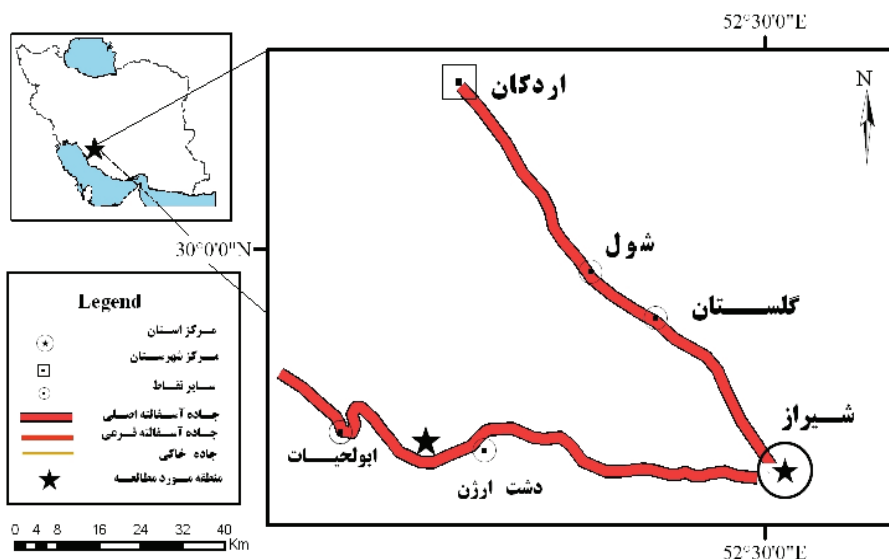 52°30'0"E
N
اردکان
شول
30°0'0"N
گلستان
شیراز
ابولحیات
دشت ارژن
52°30'0"E
Legend
مرکز استان
مرکز شهرستان
سایر نقاط
جاده آسفالته اصلی
جاده آسفالته فرعی
جاده خاکی
منطقه مورد مطالعه
0 4 8 16 24 32 40
Km